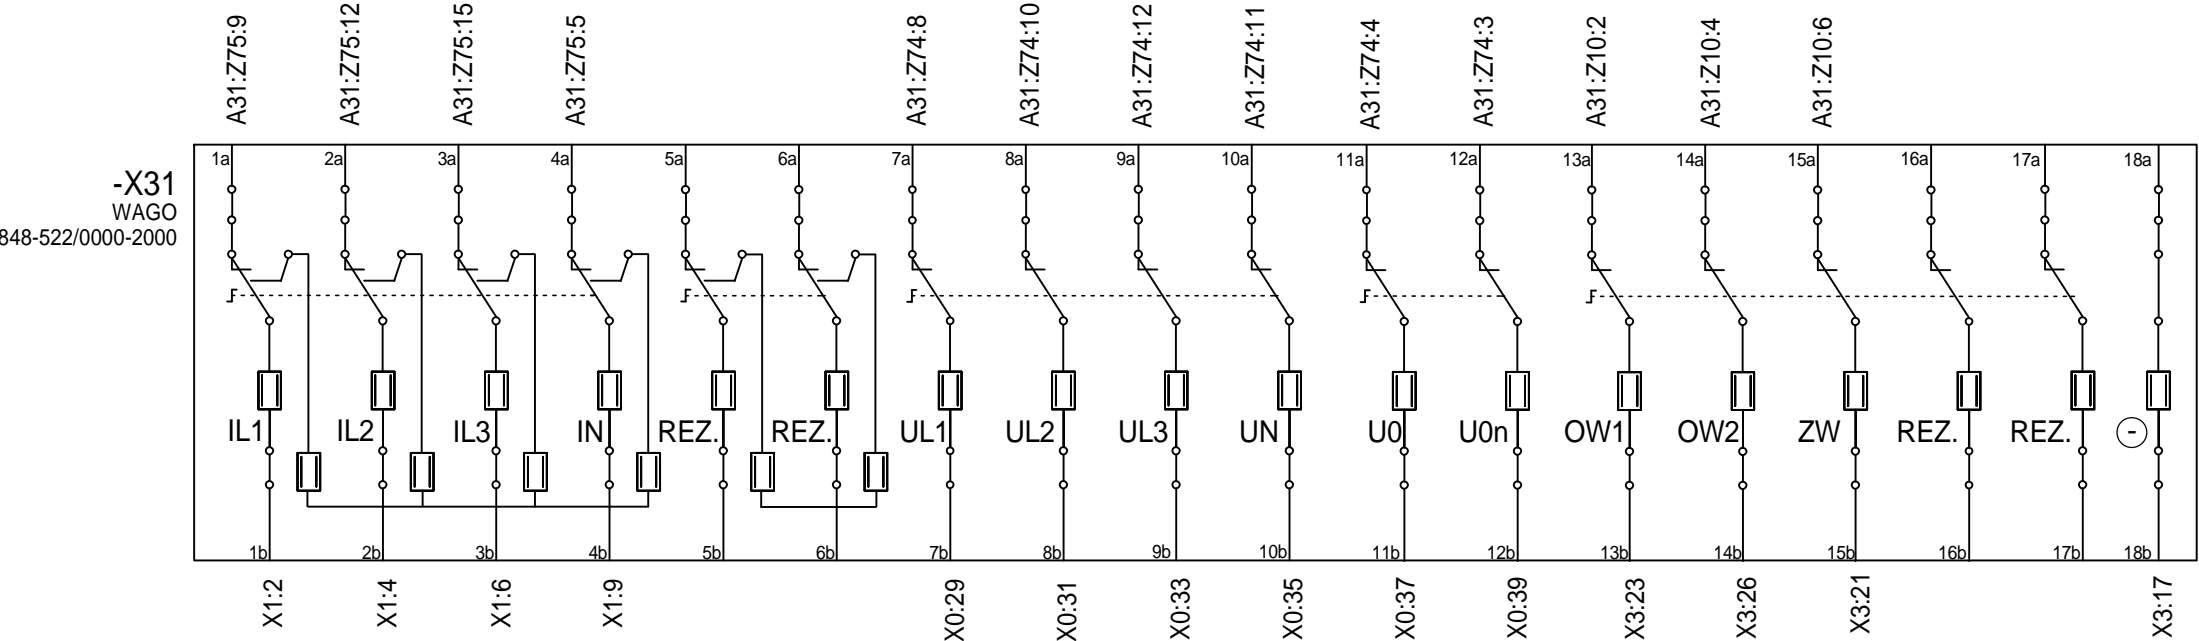 A31:Z75:9
A31:Z75:12
A31:Z75:15
A31:Z75:5
A31:Z74:8
A31:Z74:10
A31:Z74:12
A31:Z74:11
A31:Z74:4
A31:Z74:3
A31:Z10:2
A31:Z10:4
A31:Z10:6
-X31
WAGO
848-522/0000-2000
1a 2a 3a 4a 5a 6a 7a 8a 9a 10a 11a 12a 13a 14a 15a 16a 17a 18a
IL1 IL2 IL3 IN REZ. REZ. UL1 UL2 UL3 UN U0 U0n OW1 OW2 ZW REZ. REZ. -
1b 2b 3b 4b 5b 6b 7b 8b 9b 10b 11b 12b 13b 14b 15b 16b 17b 18b
X1:2
X1:4
X1:6
X1:9
X0:29
X0:31
X0:33
X0:35
X0:37
X0:39
X3:23
X3:26
X3:21
X3:17